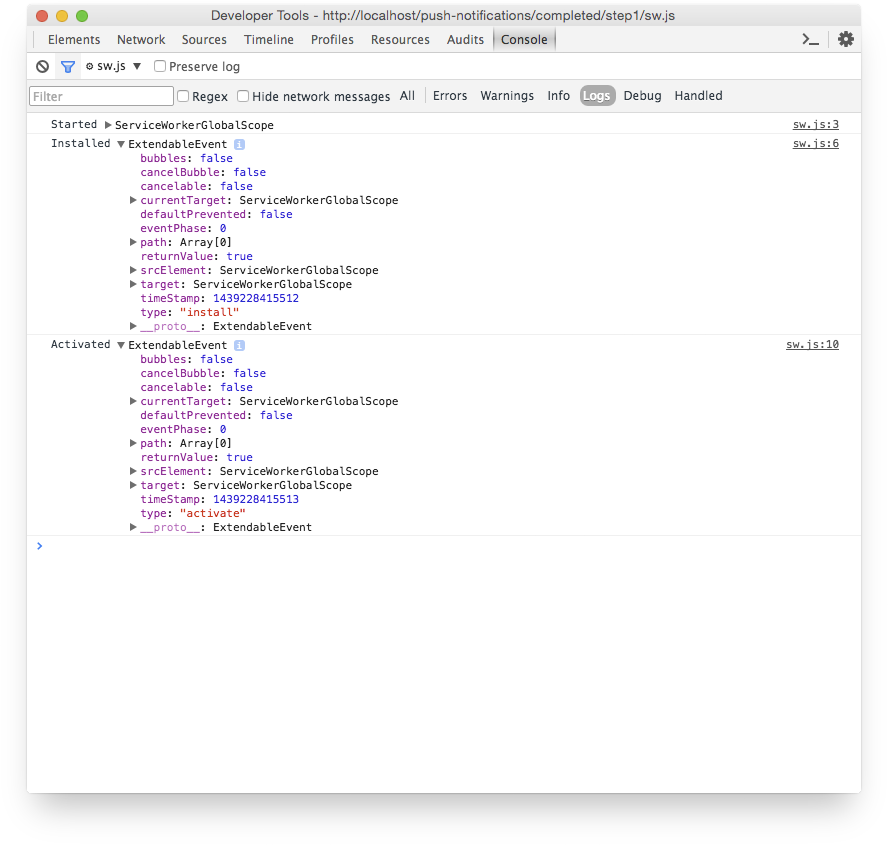 Developer Tools - http://localhost/push-notifications/completed/step1/sw.js
Elements Network Sources Timeline Profiles Resources Audits Console
sw.js ▼ Preserve log
Filter Regex Hide network messages All Errors Warnings Info Logs Debug Handled
Started ▶ ServiceWorkerGlobalScope sw.js:3
Installed ▼ ExtendableEvent i sw.js:6
bubbles: false
cancelBubble: false
cancelable: false
▶ currentTarget: ServiceWorkerGlobalScope
defaultPrevented: false
eventPhase: 0
▶ path: Array[0]
returnValue: true
▶ srcElement: ServiceWorkerGlobalScope
▶ target: ServiceWorkerGlobalScope
timeStamp: 1439228415512
type: "install"
▶ __proto__: ExtendableEvent
Activated ▼ ExtendableEvent i sw.js:10
bubbles: false
cancelBubble: false
cancelable: false
▶ currentTarget: ServiceWorkerGlobalScope
defaultPrevented: false
eventPhase: 0
▶ path: Array[0]
returnValue: true
▶ srcElement: ServiceWorkerGlobalScope
▶ target: ServiceWorkerGlobalScope
timeStamp: 1439228415513
type: "activate"
▶ __proto__: ExtendableEvent
>